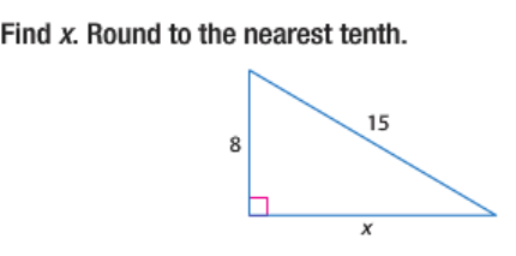 Find x. Round to the nearest tenth.
15
8
x